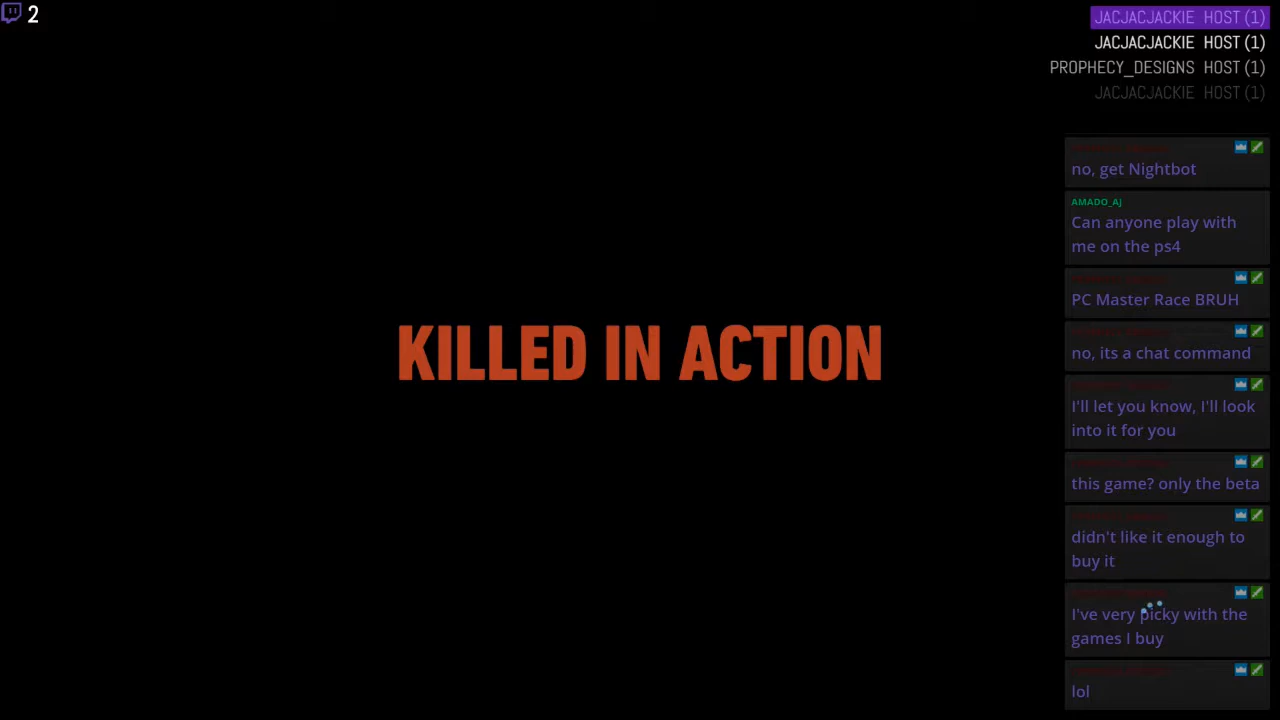 2
JACJACJACKIE HOST (1)
JACJACJACKIE HOST (1)
PROPHECY_DESIGNS HOST (1)
JACJACJACKIE HOST (1)
no, get Nightbot
AMADO_AJ
Can anyone play with
me on the ps4
PC Master Race BRUH
no, its a chat command
I'll let you know, I'll look
into it for you
this game? only the beta
didn't like it enough to
buy it
I've very picky with the
games I buy
lol
KILLED IN ACTION